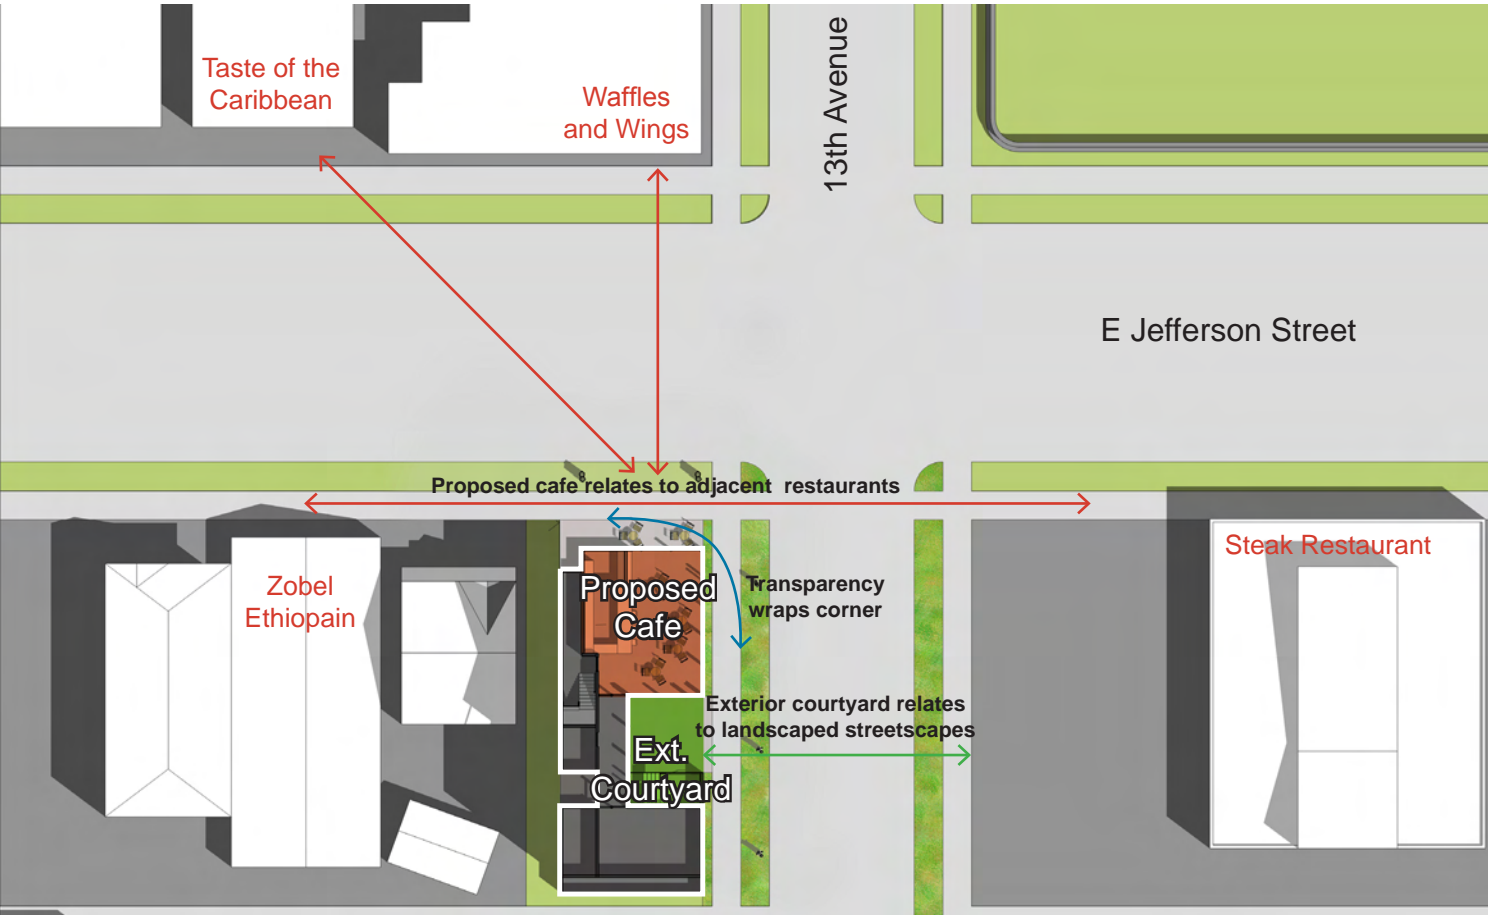 Taste of the
Caribbean
Waffles
and Wings
13th Avenue
E Jefferson Street
Proposed cafe relates to adjacent restaurants
Steak Restaurant
Zobel
Ethiopain
Proposed
Cafe
Transparency
wraps corner
Exterior courtyard relates
to landscaped streetscapes
Ext.
Courtyard